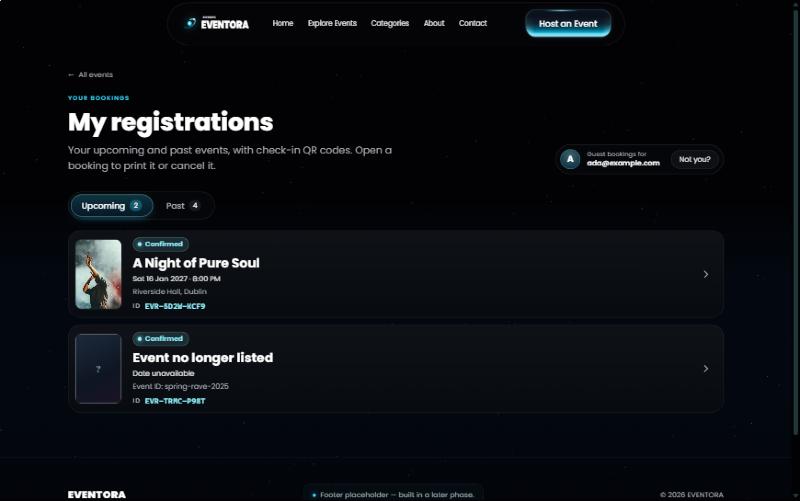 EVENTORA
Home
Explore Events
Categories
About
Contact
Host an Event
← All events
YOUR BOOKINGS
My registrations
Your upcoming and past events, with check-in QR codes. Open a
booking to print it or cancel it.
A
Guest bookings for
ada@example.com
Not you?
Upcoming 2
Past 4
Confirmed
A Night of Pure Soul
Sat 16 Jan 2027 · 8:00 PM
Riverside Hall, Dublin
ID EVR-5D2W-KCF9
?
Confirmed
Event no longer listed
Date unavailable
Event ID: spring-rave-2025
ID EVR-TRMC-P98T
EVENTORA
Footer placeholder — built in a later phase.
© 2026 EVENTORA